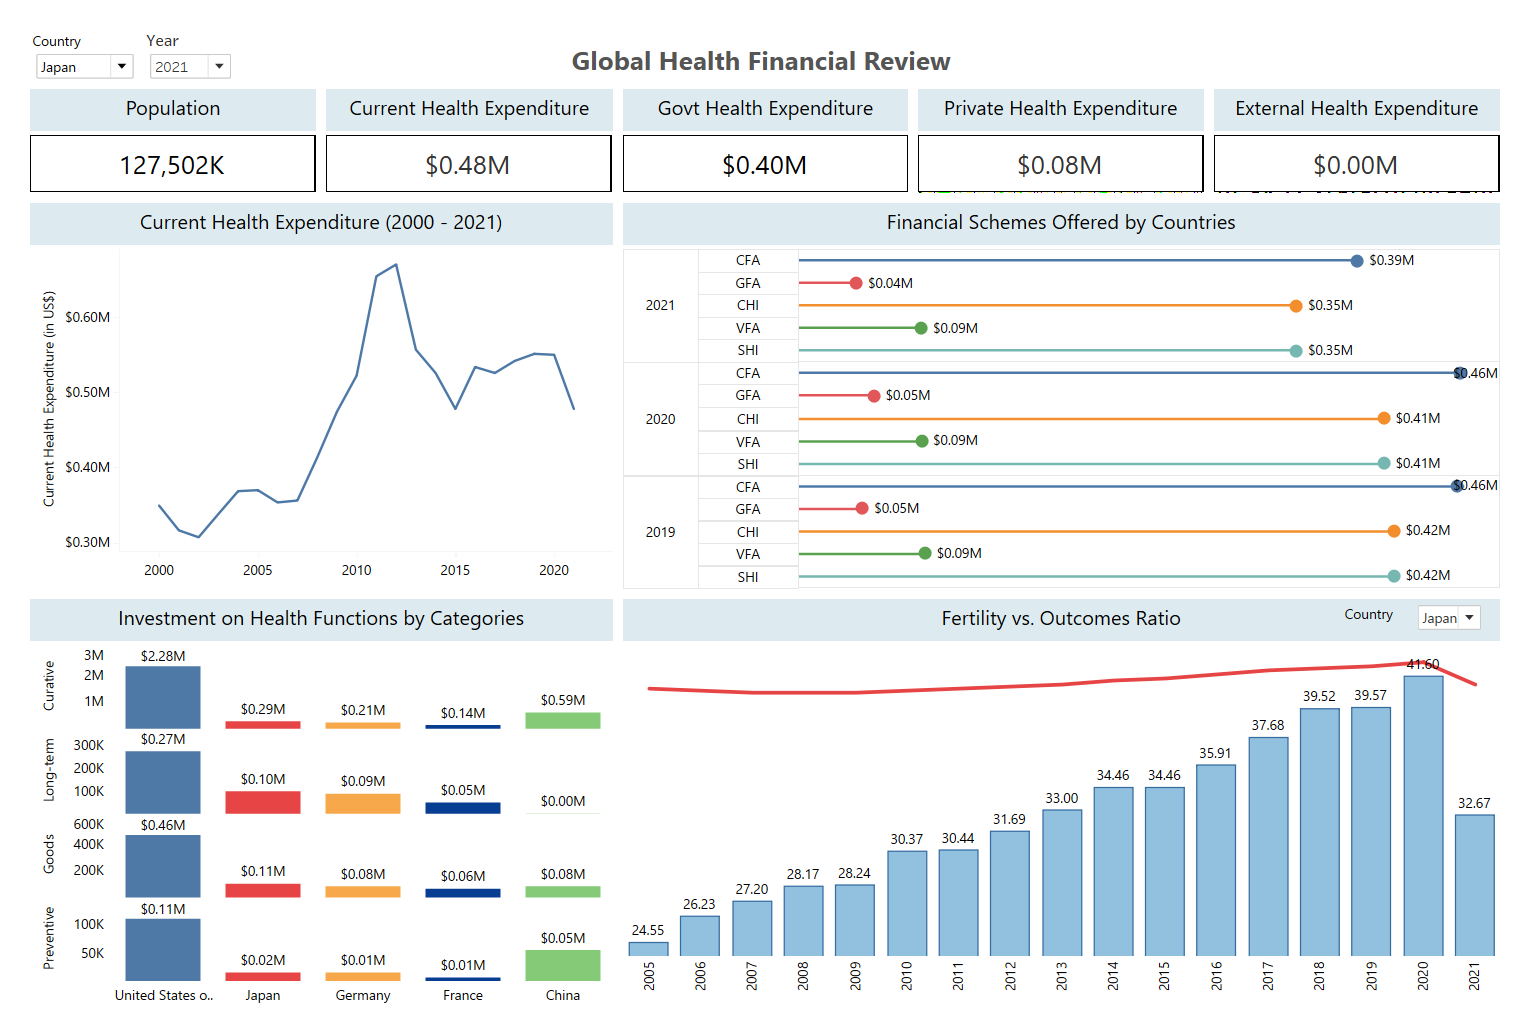 Country
Year
Japan
2021
Global Health Financial Review
Population
Current Health Expenditure
Govt Health Expenditure
Private Health Expenditure
External Health Expenditure
127,502K
$0.48M
$0.40M
$0.08M
$0.00M
Current Health Expenditure (2000 - 2021)
Current Health Expenditure (in US$)
$0.60M
$0.50M
$0.40M
$0.30M
2000
2005
2010
2015
2020
Financial Schemes Offered by Countries
2021
CFA
$0.39M
GFA
$0.04M
CHI
$0.35M
VFA
$0.09M
SHI
$0.35M
2020
CFA
$0.46M
GFA
$0.05M
CHI
$0.41M
VFA
$0.09M
SHI
$0.41M
2019
CFA
$0.46M
GFA
$0.05M
CHI
$0.42M
VFA
$0.09M
SHI
$0.42M
Investment on Health Functions by Categories
Curative
3M
2M
1M
$2.28M
$0.29M
$0.21M
$0.14M
$0.59M
Long-term
300K
200K
100K
$0.27M
$0.10M
$0.09M
$0.05M
$0.00M
Goods
600K
400K
200K
$0.46M
$0.11M
$0.08M
$0.06M
$0.08M
Preventive
100K
50K
$0.11M
$0.02M
$0.01M
$0.01M
$0.05M
United States o..
Japan
Germany
France
China
Fertility vs. Outcomes Ratio
Country
Japan
24.55
26.23
27.20
28.17
28.24
30.37
30.44
31.69
33.00
34.46
34.46
35.91
37.68
39.52
39.57
41.60
32.67
2005
2006
2007
2008
2009
2010
2011
2012
2013
2014
2015
2016
2017
2018
2019
2020
2021